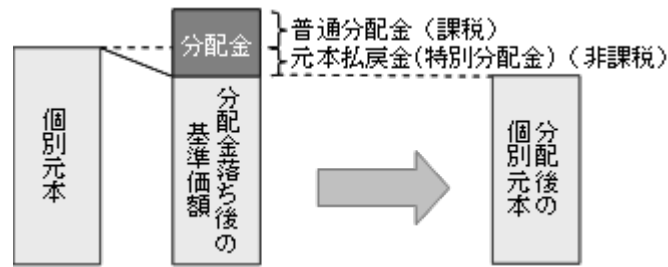 分配金
普通分配金（課税）
元本払戻金(特別分配金)（非課税）
個別元本
分配金落ち後の
基準価額
分配後の
個別元本